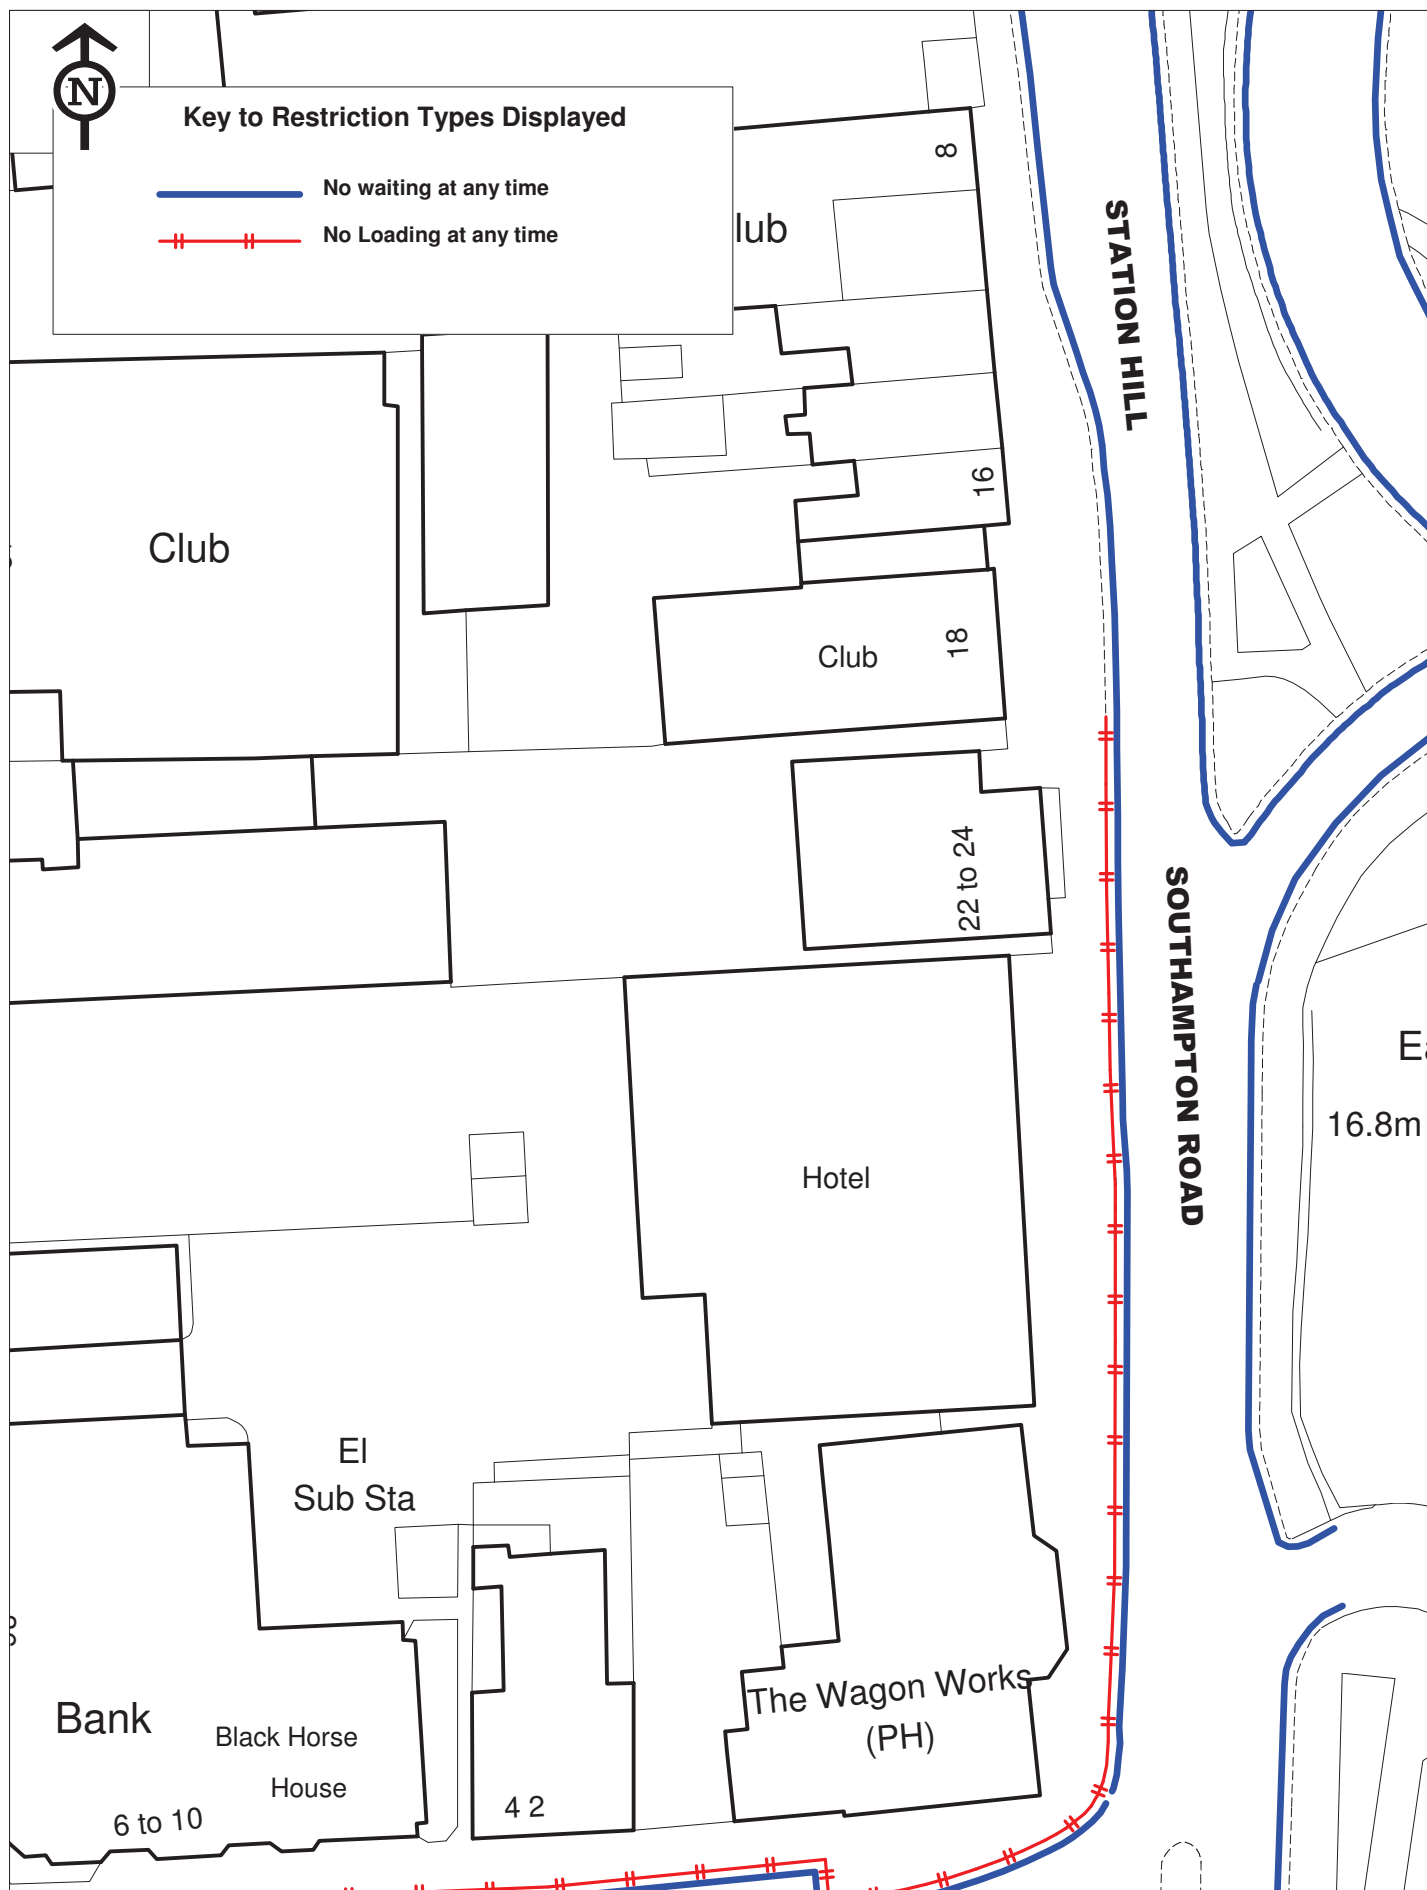 N
Key to Restriction Types Displayed
No waiting at any time
No Loading at any time
8
lub
STATION HILL
16
Club
Club
18
22 to 24
SOUTHAMPTON ROAD
16.8m
Hotel
El
Sub Sta
The Wagon Works
(PH)
Bank
Black Horse
House
6 to 10
4 2